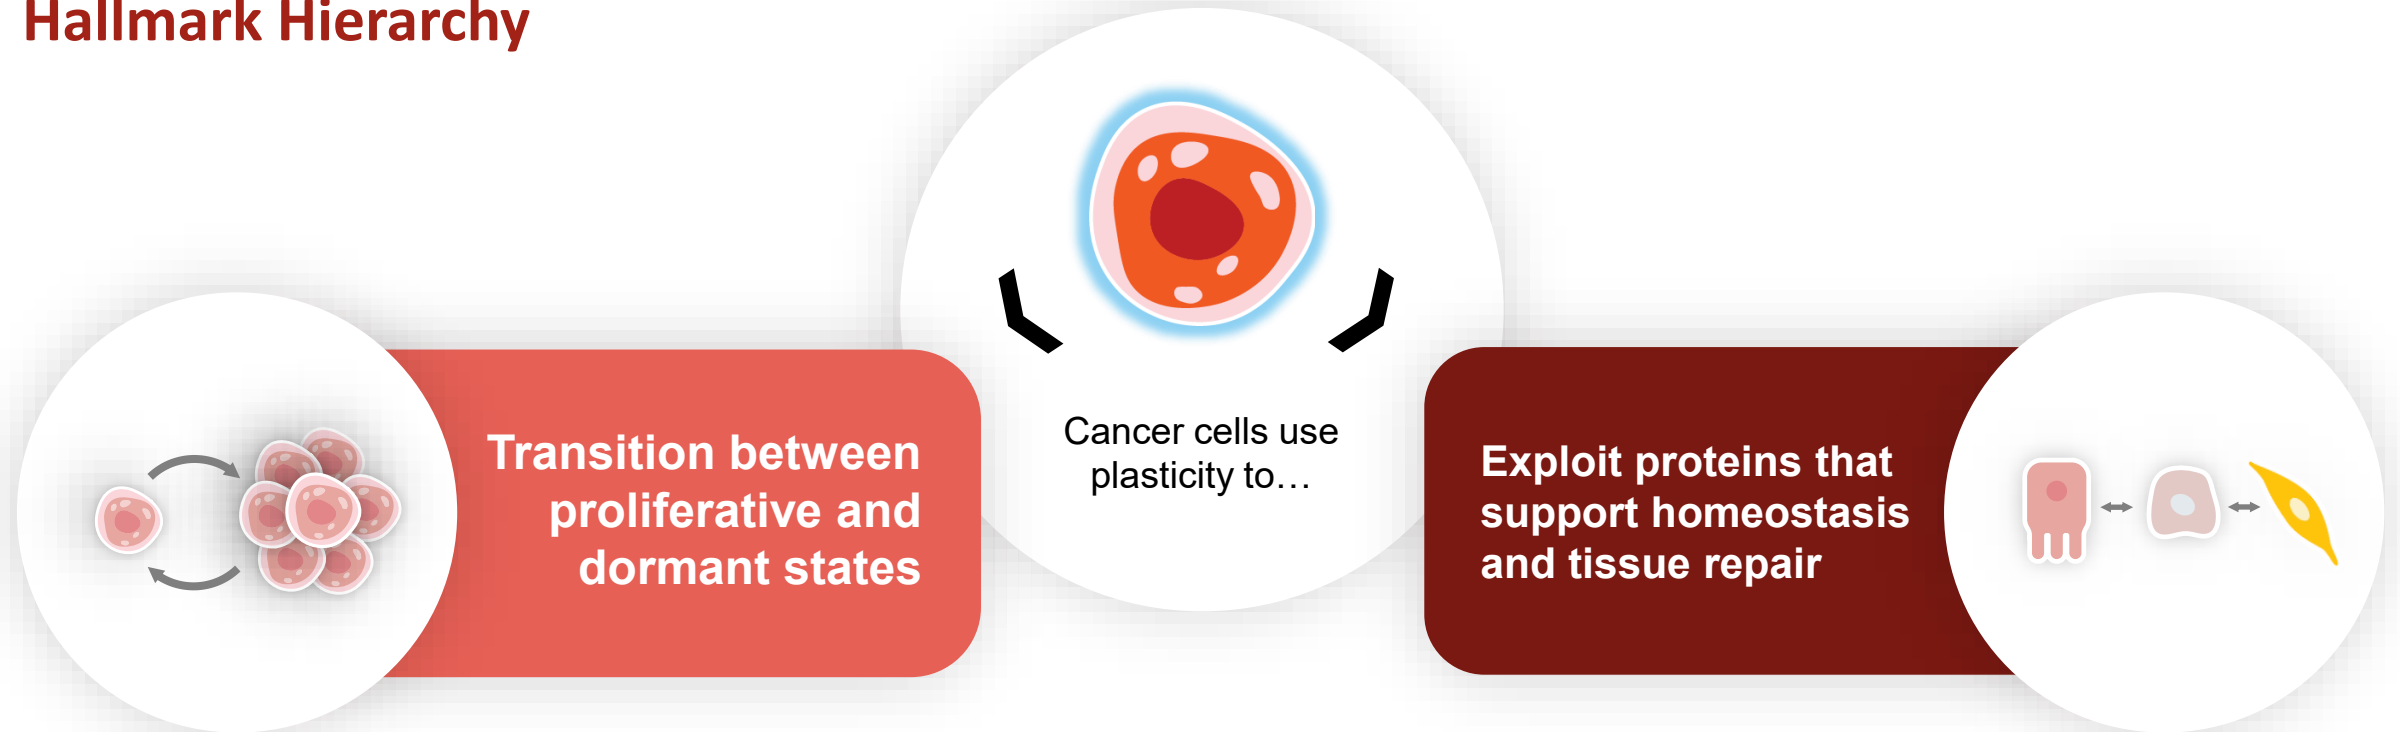 Hallmark Hierarchy
Cancer cells use
plasticity to…
Transition between
proliferative and
dormant states
Exploit proteins that
support homeostasis
and tissue repair